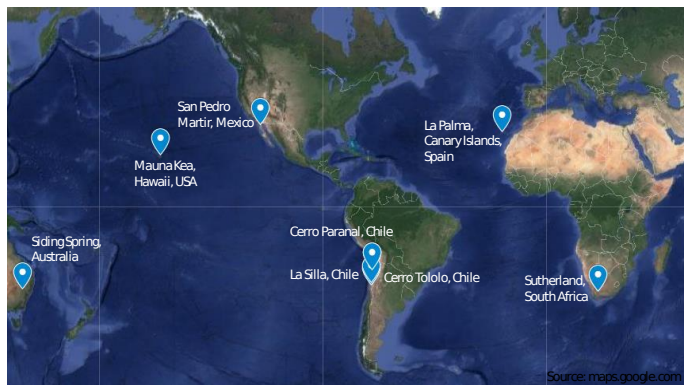 San Pedro
Martir, Mexico
La Palma,
Canary Islands,
Spain
Mauna Kea,
Hawaii, USA
Cerro Paranal, Chile
Siding Spring,
Australia
La Silla, Chile
Cerro Tololo, Chile
Sutherland,
South Africa
Source: maps.google.com